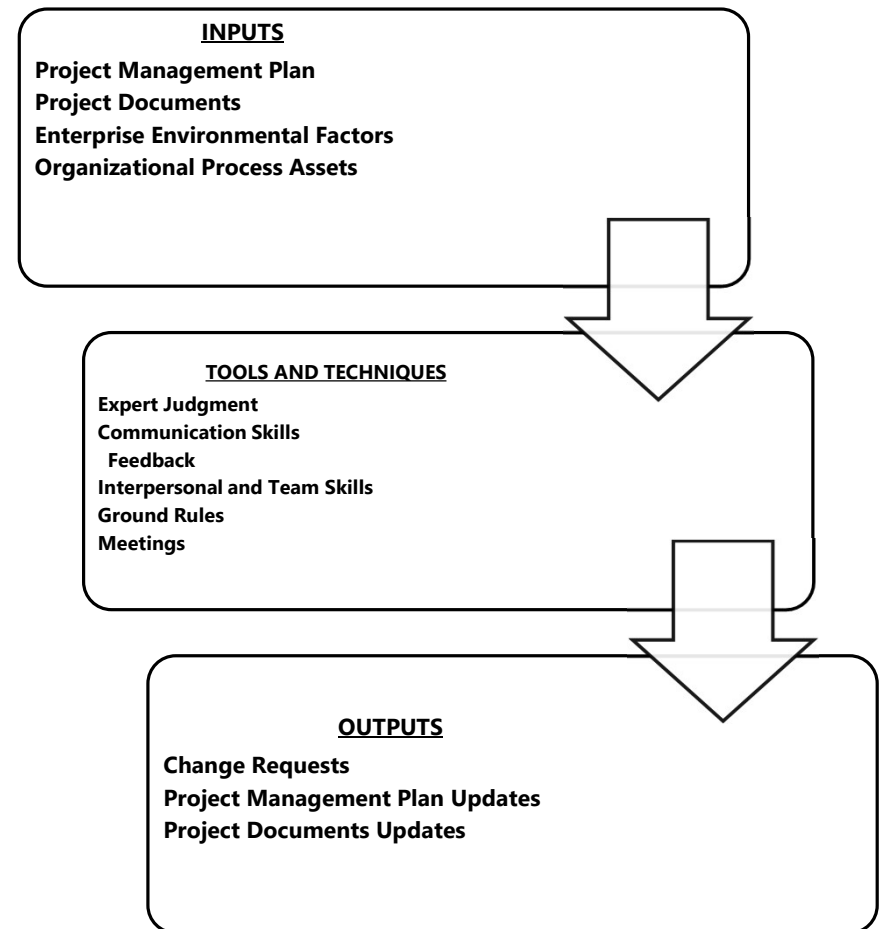 INPUTS
Project Management Plan
Project Documents
Enterprise Environmental Factors
Organizational Process Assets
TOOLS AND TECHNIQUES
Expert Judgment
Communication Skills
Feedback
Interpersonal and Team Skills
Ground Rules
Meetings
OUTPUTS
Change Requests
Project Management Plan Updates
Project Documents Updates